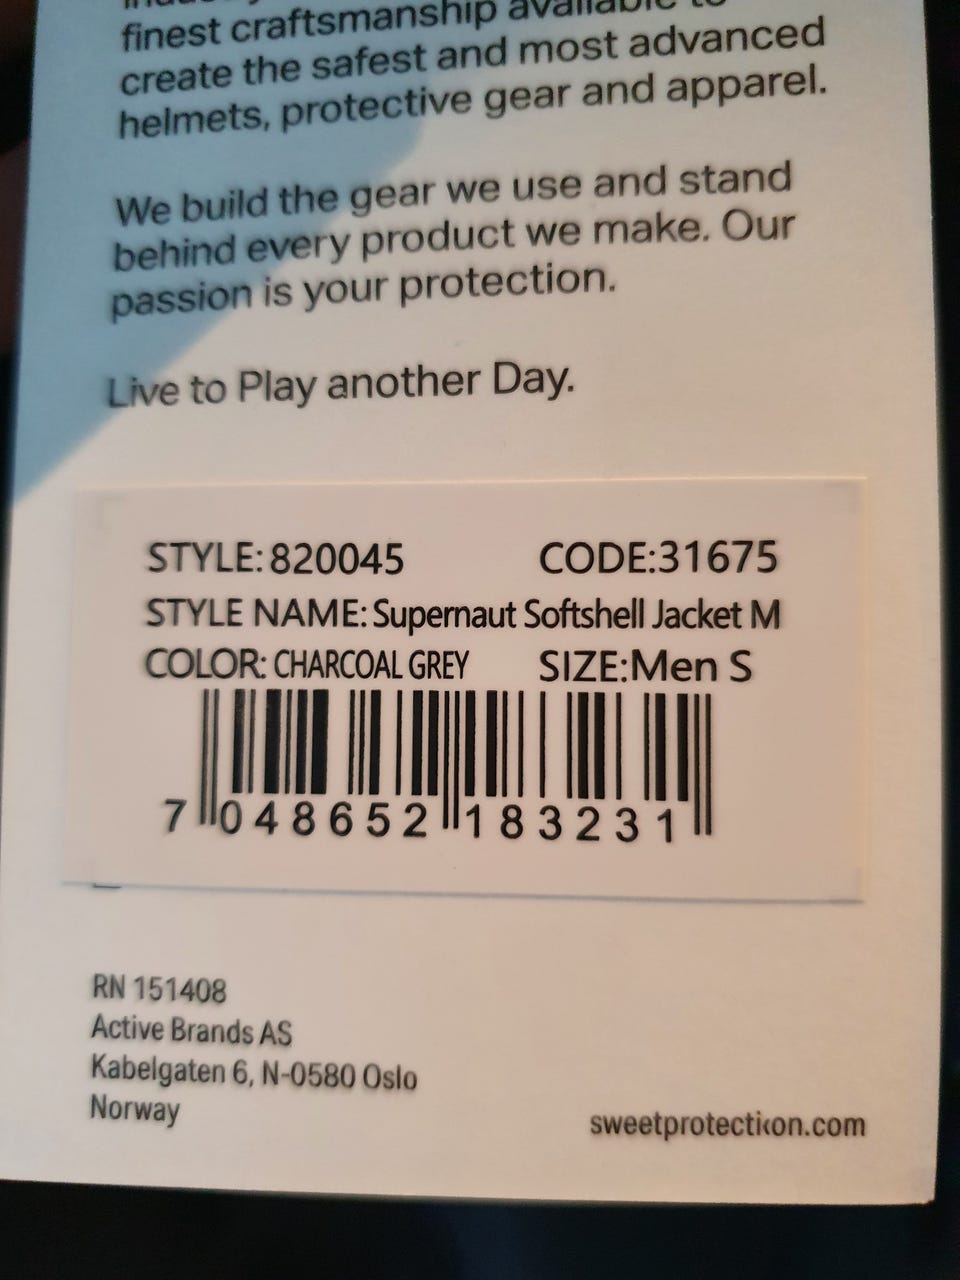 finest craftsmanship available to
create the safest and most advanced
helmets, protective gear and apparel.
We build the gear we use and stand
behind every product we make. Our
passion is your protection.
Live to Play another Day.
STYLE: 820045 CODE:31675
STYLE NAME: Supernaut Softshell Jacket M
COLOR: CHARCOAL GREY SIZE:Men S
7 048652 183231
RN 151408
Active Brands AS
Kabelgaten 6, N-0580 Oslo
Norway
sweetprotection.com